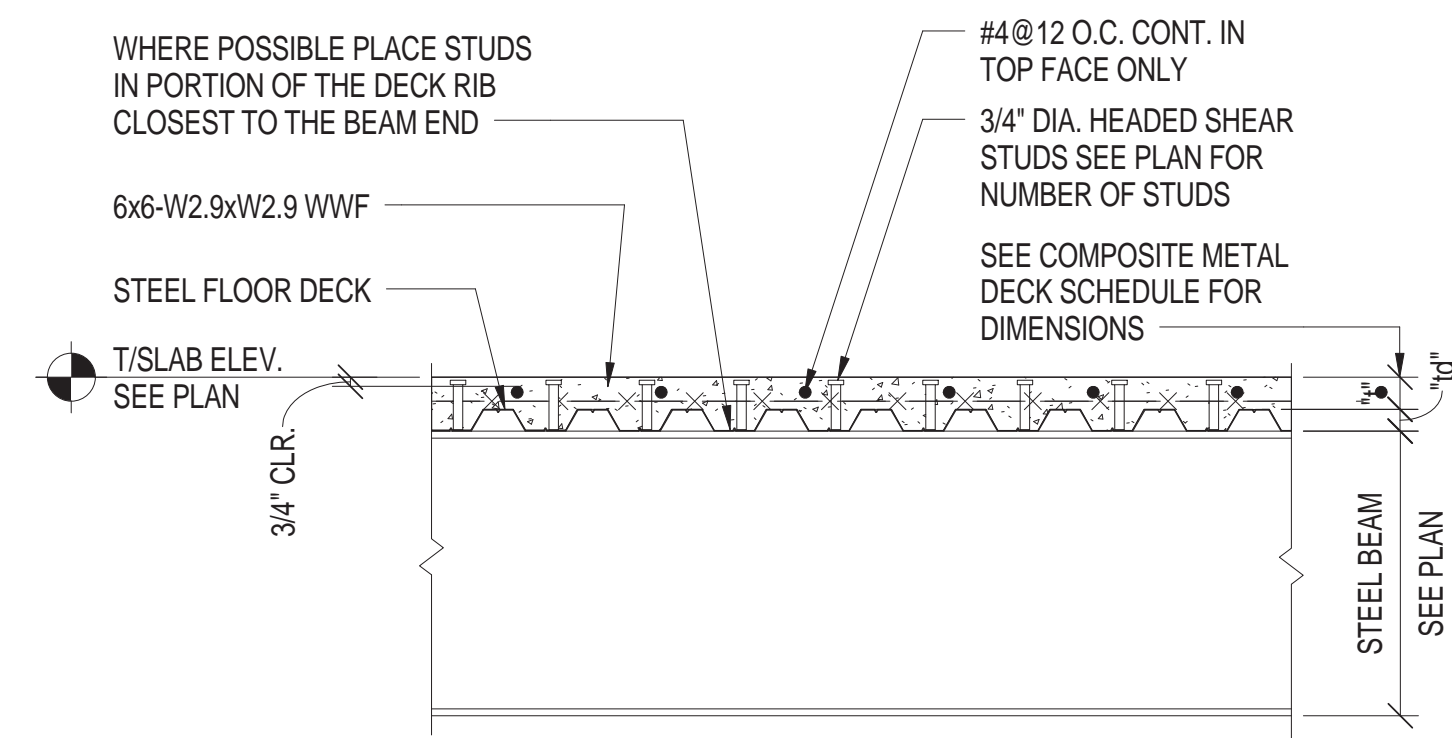 WHERE POSSIBLE PLACE STUDS
IN PORTION OF THE DECK RIB
CLOSEST TO THE BEAM END
6x6-W2.9xW2.9 WWF
STEEL FLOOR DECK
T/SLAB ELEV.
SEE PLAN
3/4" CLR.
#4@12 O.C. CONT. IN
TOP FACE ONLY
3/4" DIA. HEADED SHEAR
STUDS SEE PLAN FOR
NUMBER OF STUDS
SEE COMPOSITE METAL
DECK SCHEDULE FOR
DIMENSIONS
"t"
"td"
STEEL BEAM
SEE PLAN